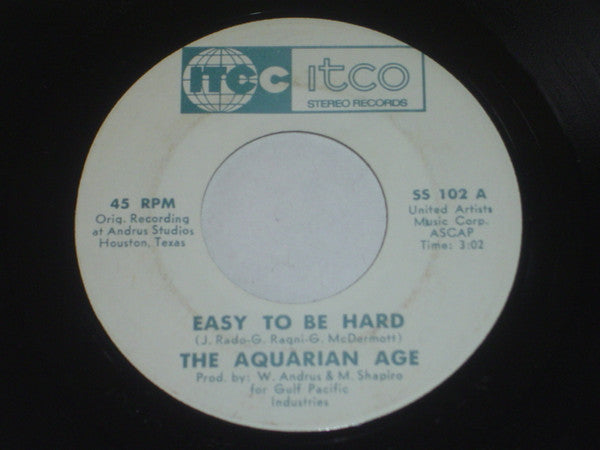 ITCC
itco
STEREO RECORDS
45 RPM
Orig. Recording
at Andrus Studios
Houston, Texas
SS 102 A
United Artists
Music Corp.
ASCAP
Time: 3:02
EASY TO BE HARD
(J. Rado-G. Ragni-G. McDermott)
THE AQUARIAN AGE
Prod. by: W. Andrus & M. Shapiro
for Gulf Pacific
Industries